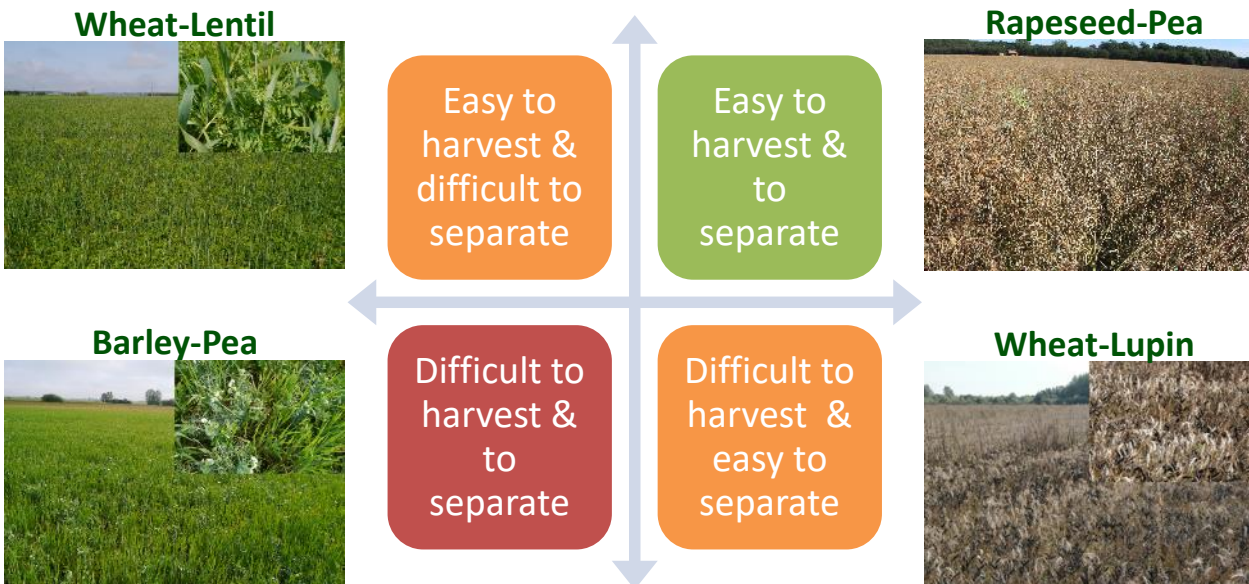 Wheat-Lentil
Easy to
harvest &
difficult to
separate
Easy to
harvest &
to
separate
Rapeseed-Pea
Barley-Pea
Difficult to
harvest &
to
separate
Difficult to
harvest &
easy to
separate
Wheat-Lupin